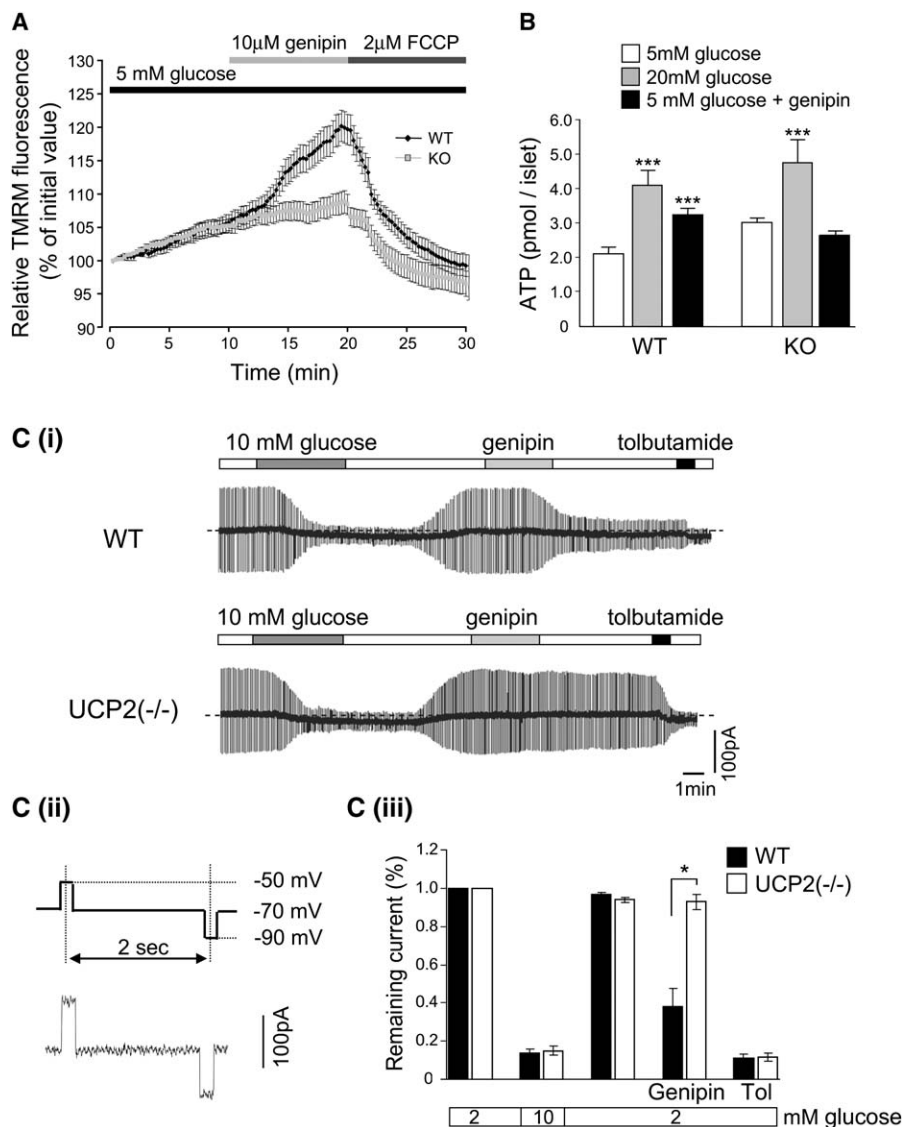 A
10μM genipin
2μM FCCP
5 mM glucose
130
125
120
115
110
105
100
95
90
Relative TMRM fluorescence
(% of initial value)
WT
KO
0
5
10
15
20
25
30
Time (min)
B
5mM glucose
20mM glucose
5 mM glucose + genipin
ATP (pmol / islet)
6.0
5.0
4.0
3.0
2.0
1.0
0
***
***
***
WT
KO
C (i)
10 mM glucose
genipin
tolbutamide
WT
10 mM glucose
genipin
tolbutamide
UCP2(-/-)
100pA
1min
C (ii)
-50 mV
-70 mV
-90 mV
2 sec
100pA
C (iii)
Remaining current (%)
1.2
1.0
0.8
0.6
0.4
0.2
0
WT
UCP2(-/-)
*
Genipin
Tol
2
10
2
mM glucose